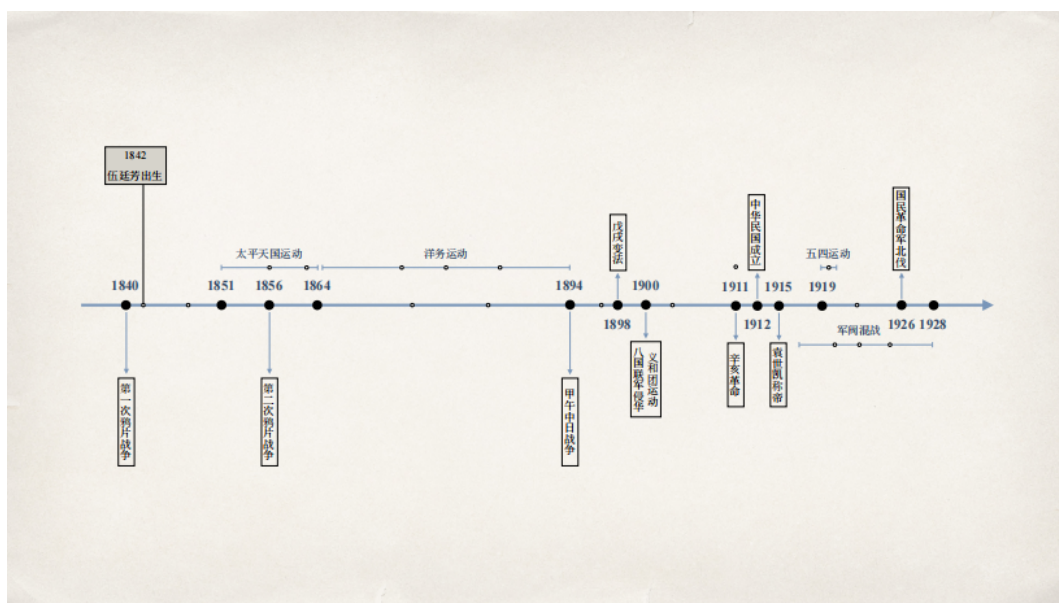 1842
伍廷芳出生
太平天国运动
洋务运动
戊戌变法
中华民国成立
五四运动
国民革命军北伐
1840
1851
1856
1864
1894
1898
1900
1911
1912
1915
1919
1926
1928
军阀混战
第一次鸦片战争
第二次鸦片战争
甲午中日战争
义和团运动
八国联军侵华
辛亥革命
袁世凯称帝